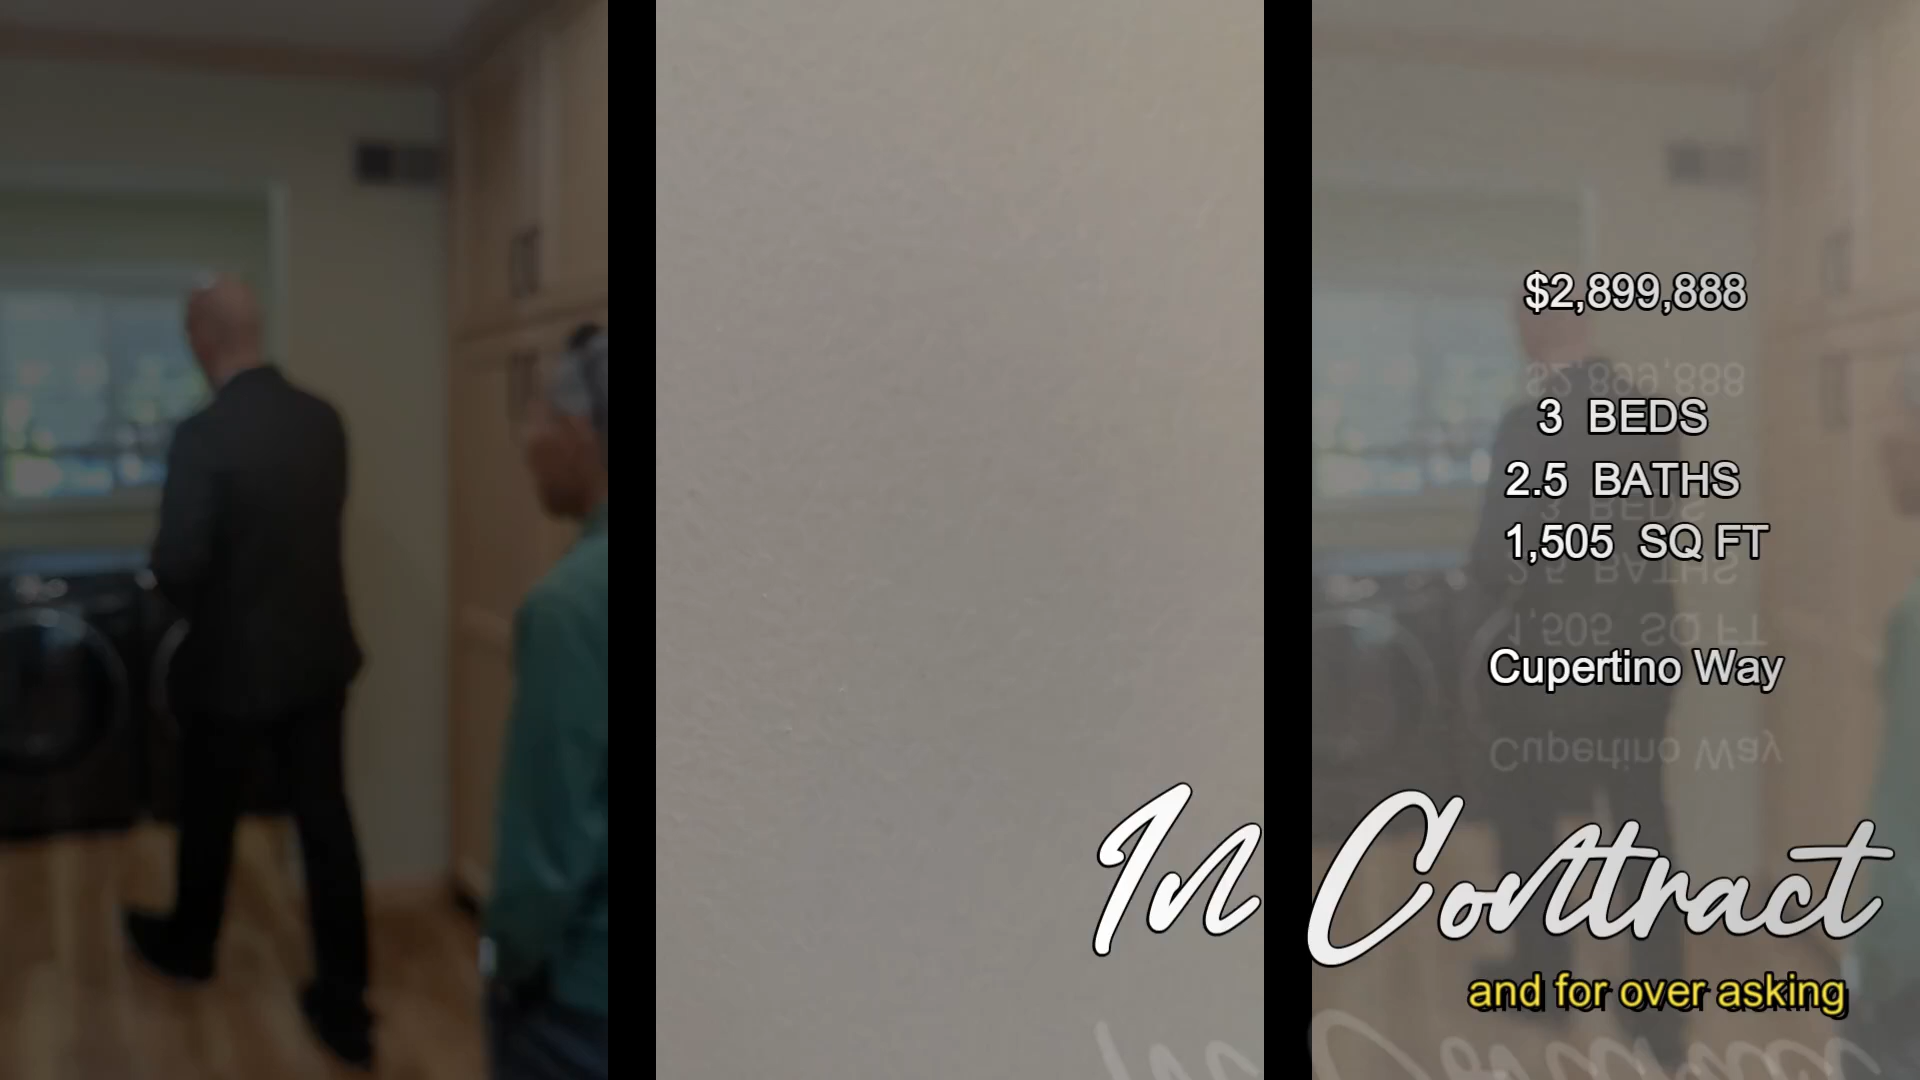 $2,899,888
3 BEDS
2.5 BATHS
1,505 SQ FT
Cupertino Way
In Contract
and for over asking